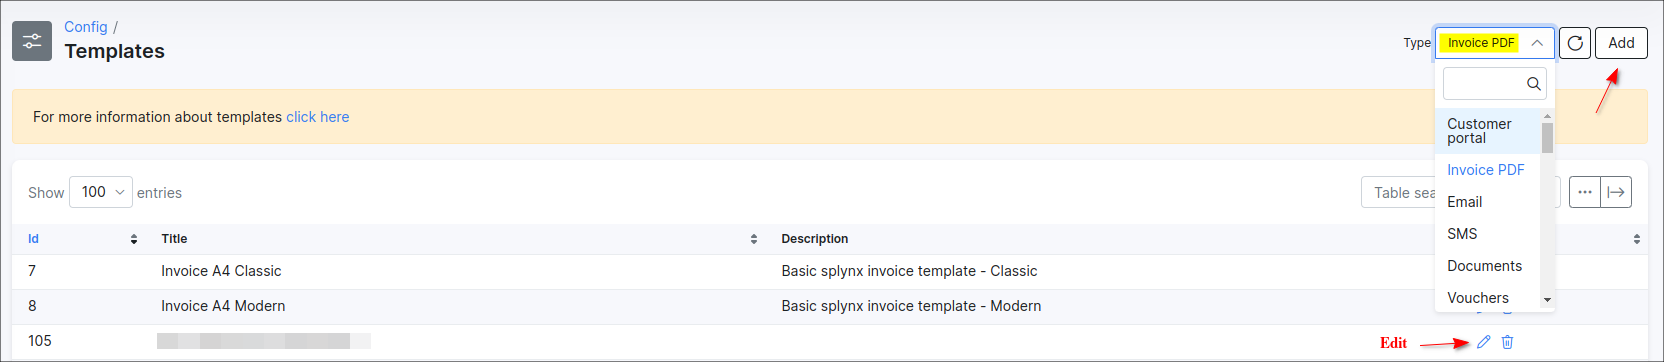 Config /
Templates
Type
Invoice PDF
Add
For more information about templates click here
Customer
portal
Invoice PDF
Email
SMS
Documents
Vouchers
Show 100 entries
Table sea
Id Title Description
7 Invoice A4 Classic Basic splynx invoice template - Classic
8 Invoice A4 Modern Basic splynx invoice template - Modern
105
Edit